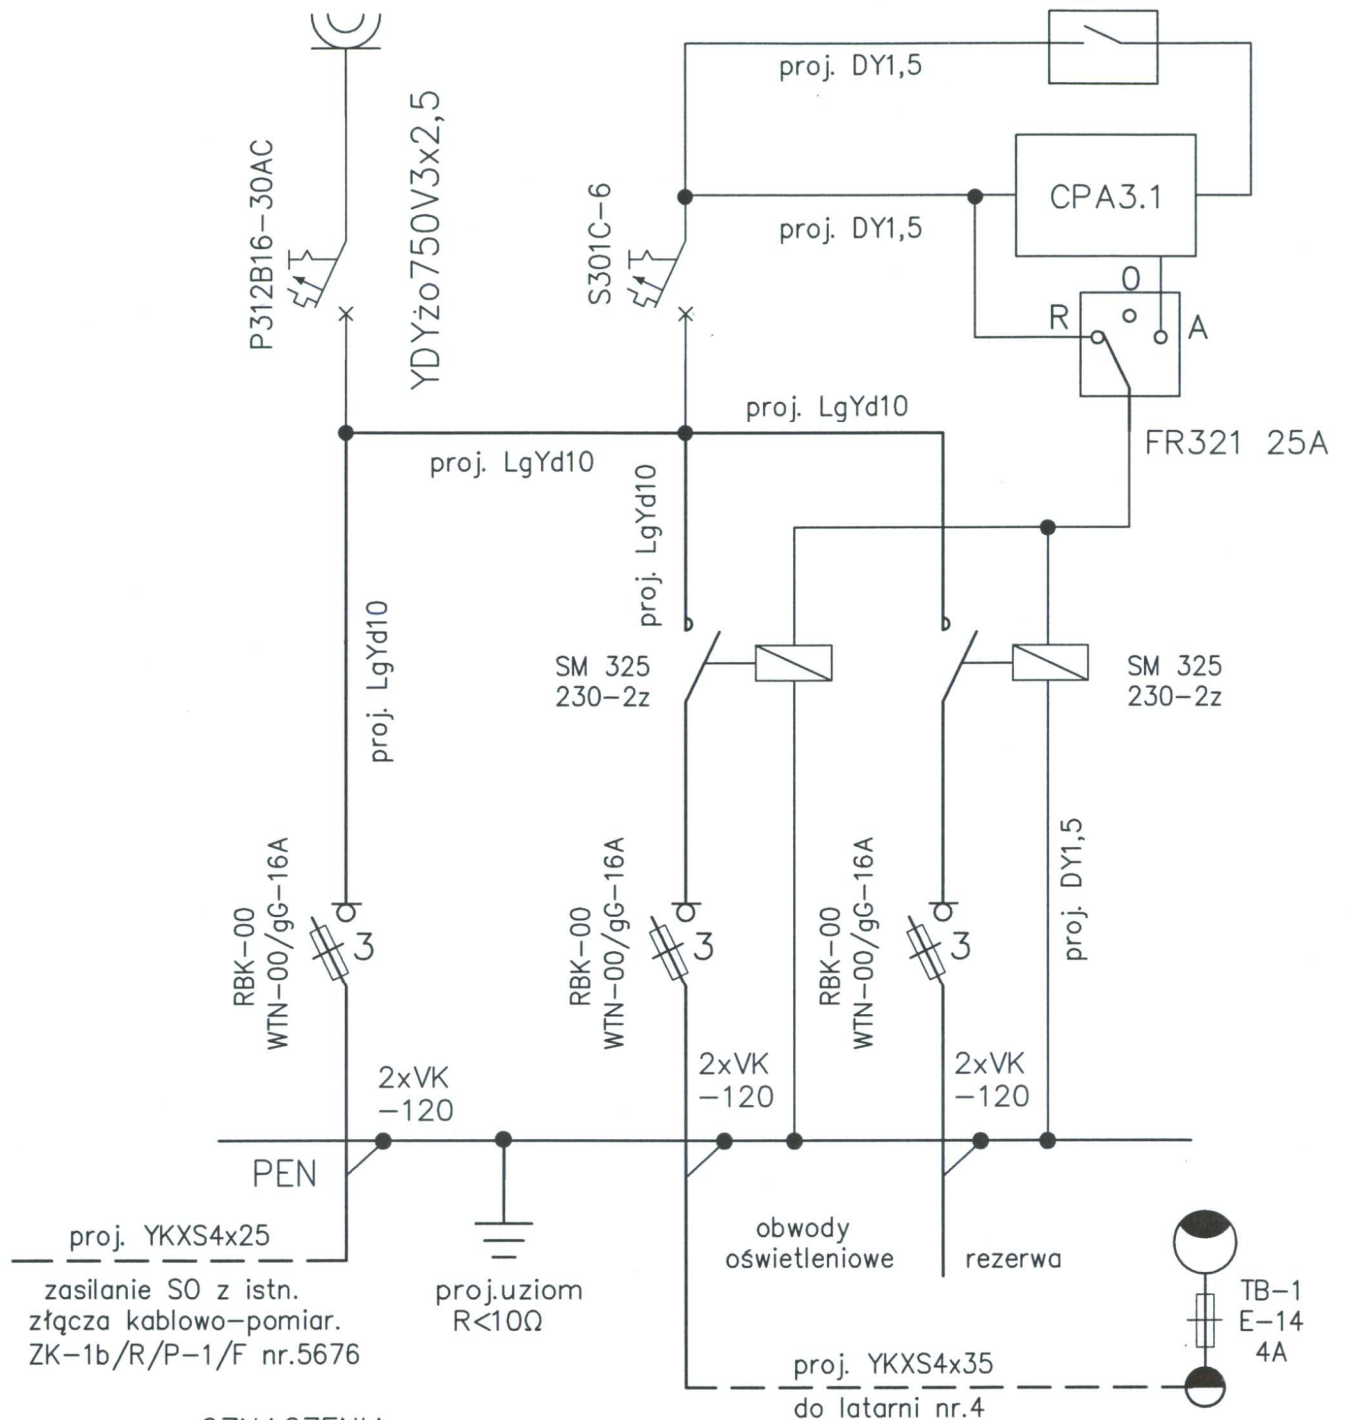 proj. DY1,5
P312B16-30AC
YDYżo750V3x2,5
S301C-6
proj. DY1,5
CPA3.1
O
R
A
FR321 25A
proj. LgYd10
proj. LgYd10
proj. LgYd10
proj. LgYd10
SM 325
230-2z
SM 325
230-2z
proj. DY1,5
RBK-00
WTN-00/gG-16A
3
RBK-00
WTN-00/gG-16A
3
RBK-00
WTN-00/gG-16A
3
2xVK
-120
2xVK
-120
2xVK
-120
PEN
proj. YKXS4x25
zasilanie SO z istn.
złącza kablowo-pomiar.
ZK-1b/R/P-1/F nr.5676
proj.uziom
R<10Ω
obwody
oświetleniowe
rezerwa
TB-1
E-14
4A
proj. YKXS4x35
do latarni nr.4